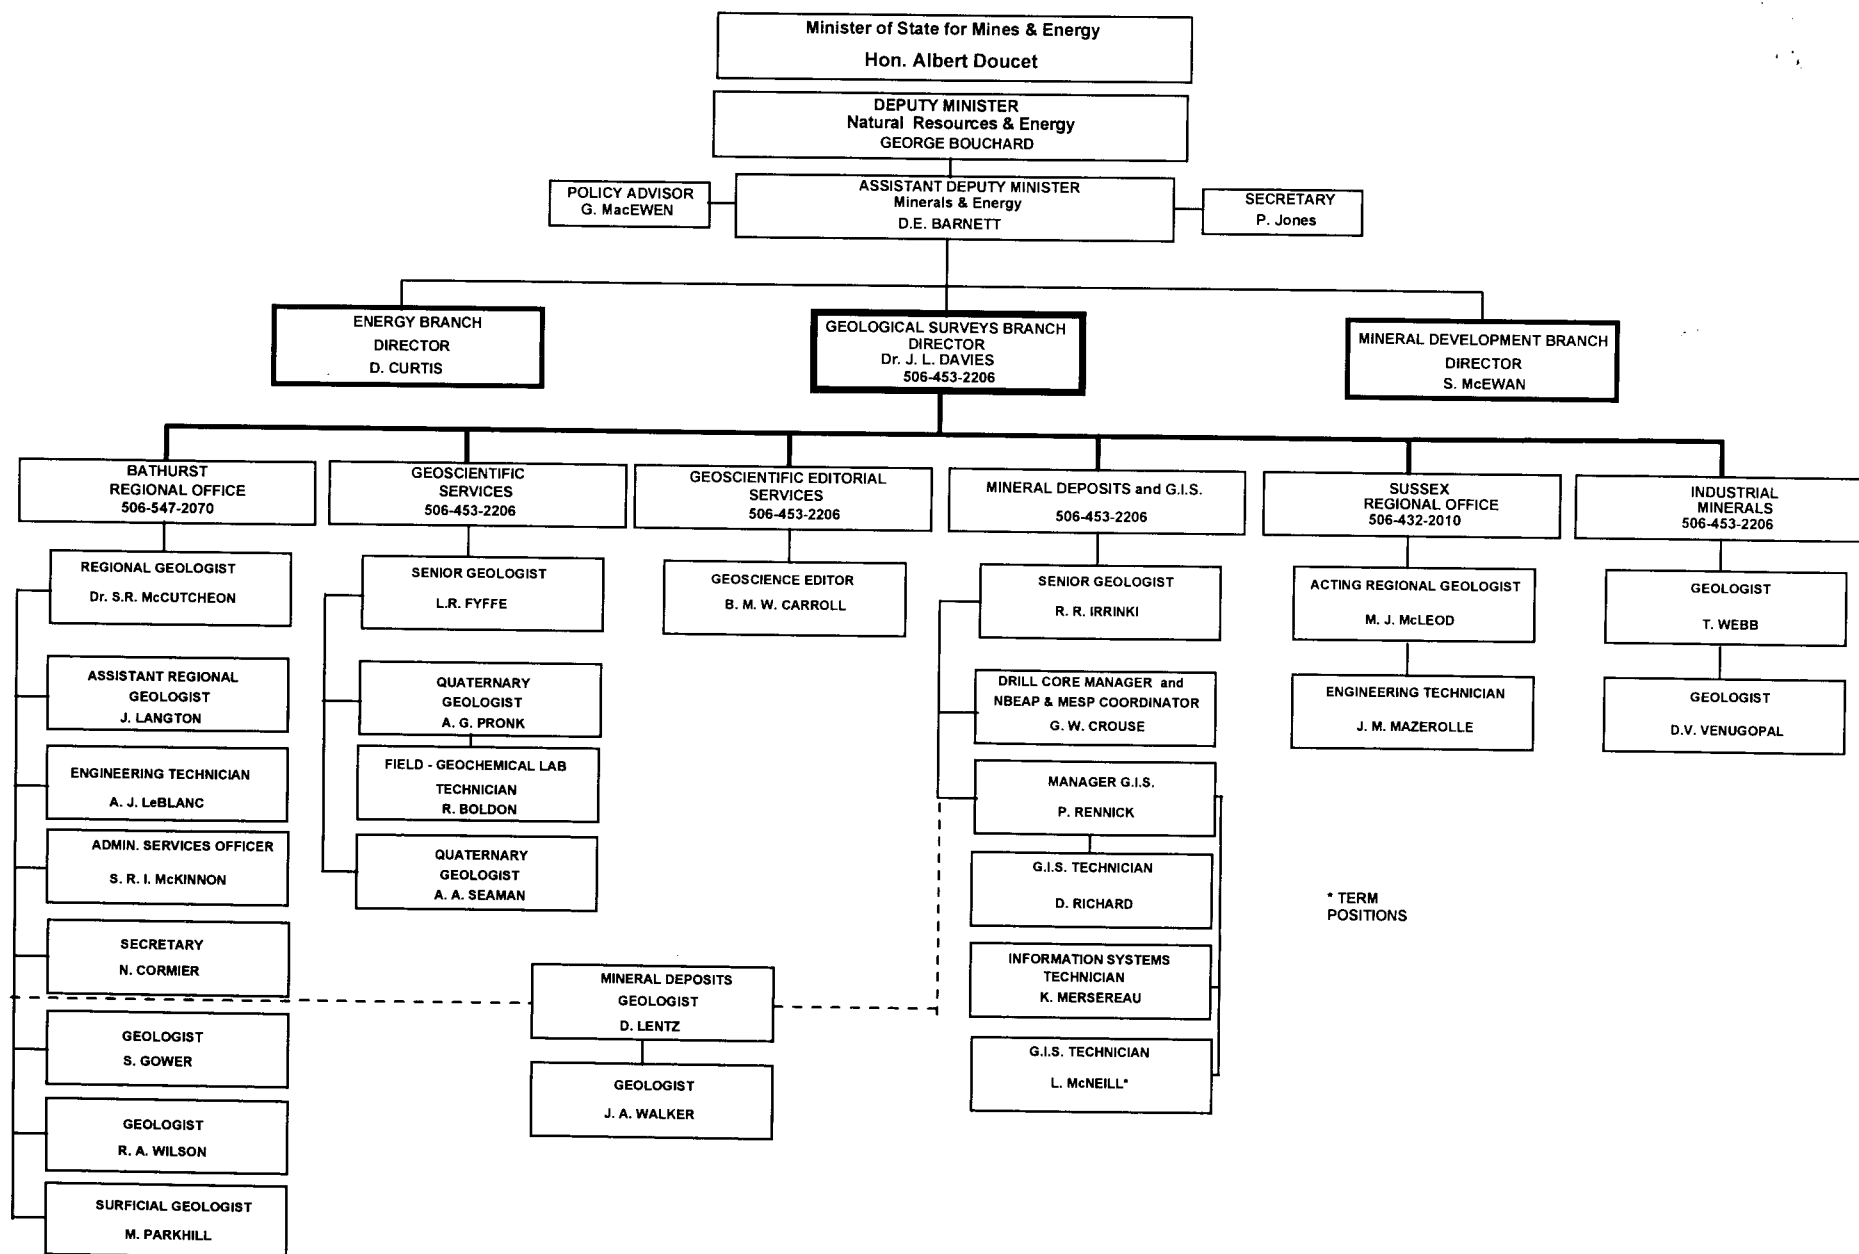 Minister of State for Mines & Energy
Hon. Albert Doucet
DEPUTY MINISTER
Natural Resources & Energy
GEORGE BOUCHARD
POLICY ADVISOR
G. MacEWEN
ASSISTANT DEPUTY MINISTER
Minerals & Energy
D.E. BARNETT
SECRETARY
P. Jones
ENERGY BRANCH
DIRECTOR
D. CURTIS
GEOLOGICAL SURVEYS BRANCH
DIRECTOR
Dr. J. L. DAVIES
506-453-2206
MINERAL DEVELOPMENT BRANCH
DIRECTOR
S. McEWAN
BATHURST
REGIONAL OFFICE
506-547-2070
GEOSCIENTIFIC
SERVICES
506-453-2206
GEOSCIENTIFIC EDITORIAL
SERVICES
506-453-2206
MINERAL DEPOSITS and G.I.S.
506-453-2206
SUSSEX
REGIONAL OFFICE
506-432-2010
INDUSTRIAL
MINERALS
506-453-2206
REGIONAL GEOLOGIST
Dr. S.R. McCUTCHEON
ASSISTANT REGIONAL
GEOLOGIST
J. LANGTON
ENGINEERING TECHNICIAN
A. J. LeBLANC
ADMIN. SERVICES OFFICER
S. R. I. McKINNON
SECRETARY
N. CORMIER
GEOLOGIST
S. GOWER
GEOLOGIST
R. A. WILSON
SURFICIAL GEOLOGIST
M. PARKHILL
SENIOR GEOLOGIST
L.R. FYFFE
QUATERNARY
GEOLOGIST
A. G. PRONK
FIELD - GEOCHEMICAL LAB
TECHNICIAN
R. BOLDON
QUATERNARY
GEOLOGIST
A. A. SEAMAN
GEOSCIENCE EDITOR
B. M. W. CARROLL
MINERAL DEPOSITS
GEOLOGIST
D. LENTZ
GEOLOGIST
J. A. WALKER
SENIOR GEOLOGIST
R. R. IRRINKI
DRILL CORE MANAGER and
NBEAP & MESP COORDINATOR
G. W. CROUSE
MANAGER G.I.S.
P. RENNICK
G.I.S. TECHNICIAN
D. RICHARD
INFORMATION SYSTEMS
TECHNICIAN
K. MERSEREAU
G.I.S. TECHNICIAN
L. McNEILL*
ACTING REGIONAL GEOLOGIST
M. J. McLEOD
ENGINEERING TECHNICIAN
J. M. MAZEROLLE
GEOLOGIST
T. WEBB
GEOLOGIST
D.V. VENUGOPAL
* TERM
POSITIONS